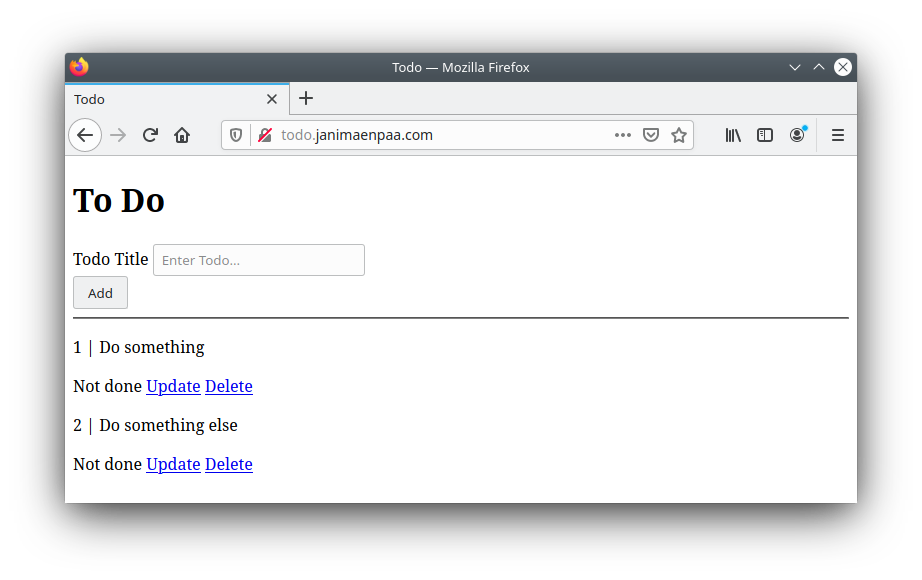 Todo — Mozilla Firefox
Todo
todo.janimaenpaa.com
To Do
Todo Title Enter Todo...
Add
1 | Do something
Not done Update Delete
2 | Do something else
Not done Update Delete